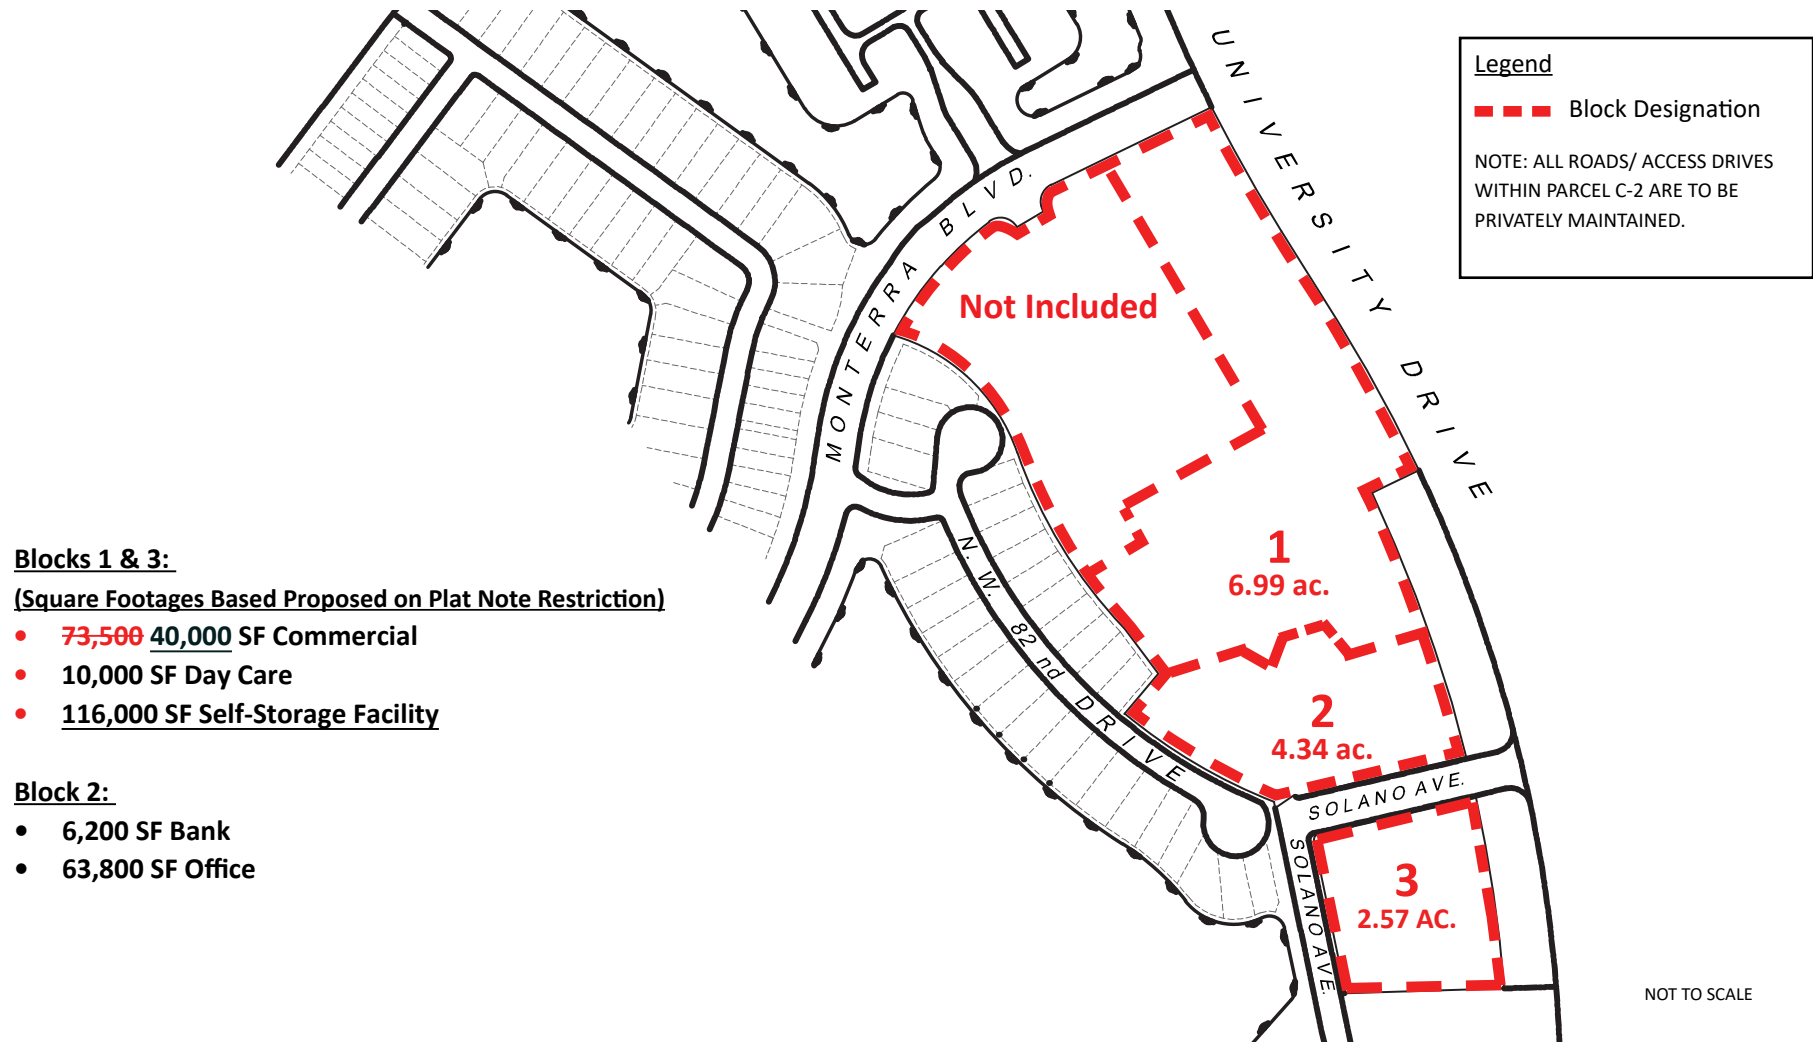 UNIVERSITY DRIVE
Legend
Block Designation
NOTE: ALL ROADS/ ACCESS DRIVES
WITHIN PARCEL C-2 ARE TO BE
PRIVATELY MAINTAINED.
MONTERRA BLVD.
Not Included
N. W. 82nd DRIVE
1
6.99 ac.
2
4.34 ac.
SOLANO AVE.
SOLANO AVE.
3
2.57 AC.
Blocks 1 & 3:
(Square Footages Based Proposed on Plat Note Restriction)
• 73,500 40,000 SF Commercial
• 10,000 SF Day Care
• 116,000 SF Self-Storage Facility
Block 2:
• 6,200 SF Bank
• 63,800 SF Office
NOT TO SCALE